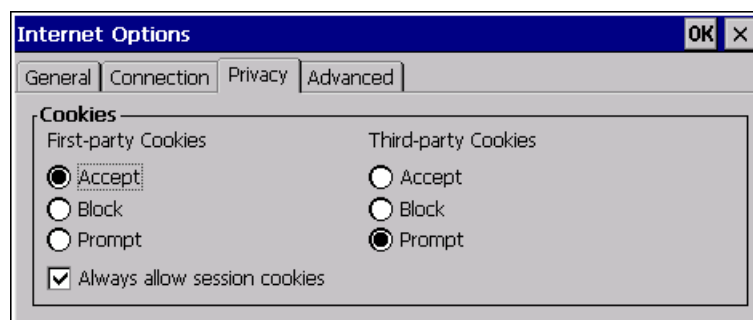 Internet Options OK ×
General Connection Privacy Advanced
Cookies
First-party Cookies Third-party Cookies
Accept Accept
Block Block
Prompt Prompt
Always allow session cookies